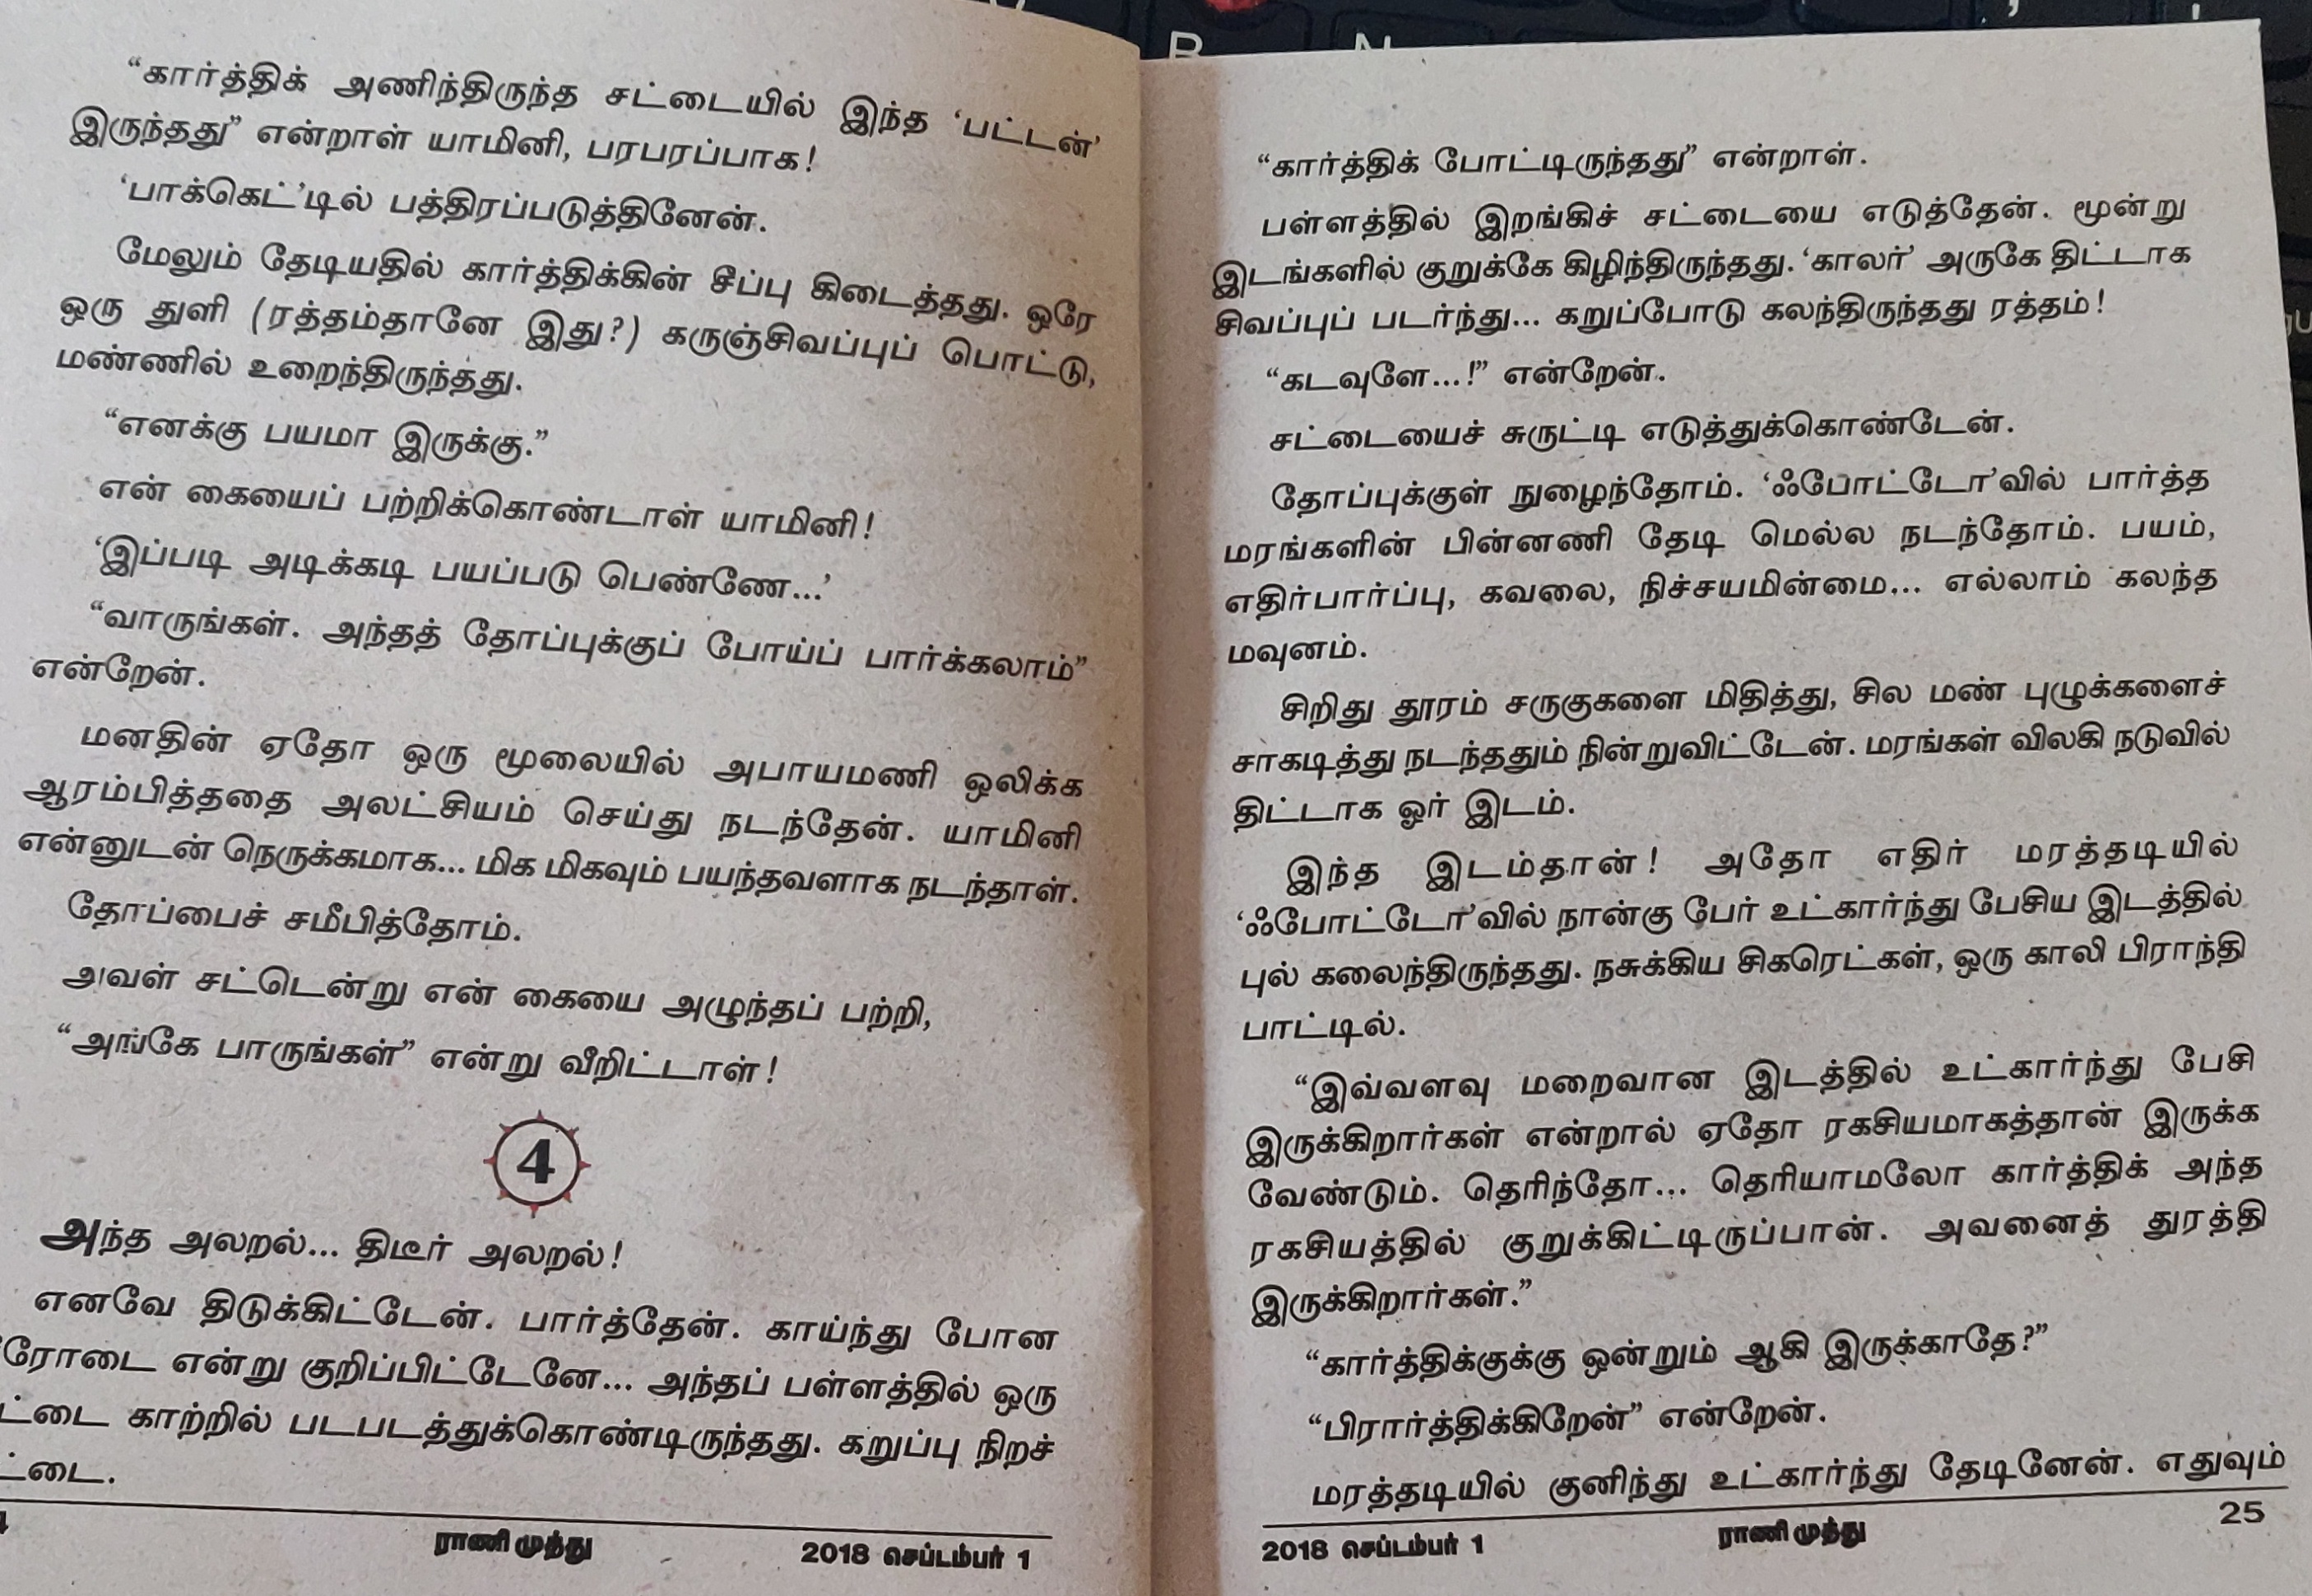 “கார்த்திக் அணிந்திருந்த சட்டையில் இந்த ‘பட்டன்’
இருந்தது” என்றாள் யாமினி, பரபரப்பாக!
‘பாக்கெட்’டில் பத்திரப்படுத்தினேன்.
மேலும் தேடியதில் கார்த்திக்கின் சீப்பு கிடைத்தது. ஒரே
ஒரு துளி (ரத்தம்தானே இது?) கருஞ்சிவப்புப் பொட்டு,
மண்ணில் உறைந்திருந்தது.
“எனக்கு பயமா இருக்கு.”
என் கையைப் பற்றிக்கொண்டாள் யாமினி!
‘இப்படி அடிக்கடி பயப்படு பெண்ணே...’
“வாருங்கள். அந்தத் தோப்புக்குப் போய்ப் பார்க்கலாம்”
என்றேன்.
மனதின் ஏதோ ஒரு மூலையில் அபாயமணி ஒலிக்க
ஆரம்பித்ததை அலட்சியம் செய்து நடந்தேன். யாமினி
என்னுடன் நெருக்கமாக... மிக மிகவும் பயந்தவளாக நடந்தாள்.
தோப்பைச் சமீபித்தோம்.
அவள் சட்டென்று என் கையை அழுந்தப் பற்றி,
“அங்கே பாருங்கள்” என்று வீறிட்டாள்!
4
அந்த அலறல்... திடீர் அலறல்!
எனவே திடுக்கிட்டேன். பார்த்தேன். காய்ந்து போன
ரோடை என்று குறிப்பிட்டேனே... அந்தப் பள்ளத்தில் ஒரு
ட்டை காற்றில் படபடத்துக்கொண்டிருந்தது. கறுப்பு நிறச்
ட்டை.
ராணி முத்து 2018 செப்டம்பர் 1
“கார்த்திக் போட்டிருந்தது” என்றாள்.
பள்ளத்தில் இறங்கிச் சட்டையை எடுத்தேன். மூன்று
இடங்களில் குறுக்கே கிழிந்திருந்தது. ‘காலர்’ அருகே திட்டாக
சிவப்புப் படர்ந்து... கறுப்போடு கலந்திருந்தது ரத்தம்!
“கடவுளே...!” என்றேன்.
சட்டையைச் சுருட்டி எடுத்துக்கொண்டேன்.
தோப்புக்குள் நுழைந்தோம். ‘ஃபோட்டோ’வில் பார்த்த
மரங்களின் பின்னணி தேடி மெல்ல நடந்தோம். பயம்,
எதிர்பார்ப்பு, கவலை, நிச்சயமின்மை... எல்லாம் கலந்த
மவுனம்.
சிறிது தூரம் சருகுகளை மிதித்து, சில மண் புழுக்களைச்
சாகடித்து நடந்ததும் நின்றுவிட்டேன். மரங்கள் விலகி நடுவில்
திட்டாக ஓர் இடம்.
இந்த இடம்தான்! அதோ எதிர் மரத்தடியில்
‘ஃபோட்டோ’வில் நான்கு பேர் உட்கார்ந்து பேசிய இடத்தில்
புல் கலைந்திருந்தது. நசுக்கிய சிகரெட்கள், ஒரு காலி பிராந்தி
பாட்டில்.
“இவ்வளவு மறைவான இடத்தில் உட்கார்ந்து பேசி
இருக்கிறார்கள் என்றால் ஏதோ ரகசியமாகத்தான் இருக்க
வேண்டும். தெரிந்தோ... தெரியாமலோ கார்த்திக் அந்த
ரகசியத்தில் குறுக்கிட்டிருப்பான். அவனைத் துரத்தி
இருக்கிறார்கள்.”
“கார்த்திக்குக்கு ஒன்றும் ஆகி இருக்காதே?”
“பிரார்த்திக்கிறேன்” என்றேன்.
மரத்தடியில் குனிந்து உட்கார்ந்து தேடினேன். எதுவும்
2018 செப்டம்பர் 1 ராணி முத்து 25